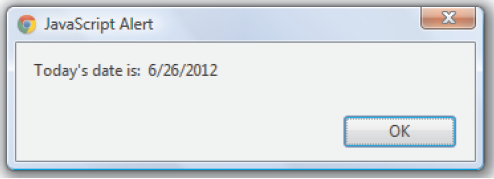 JavaScript Alert
Today's date is: 6/26/2012
OK